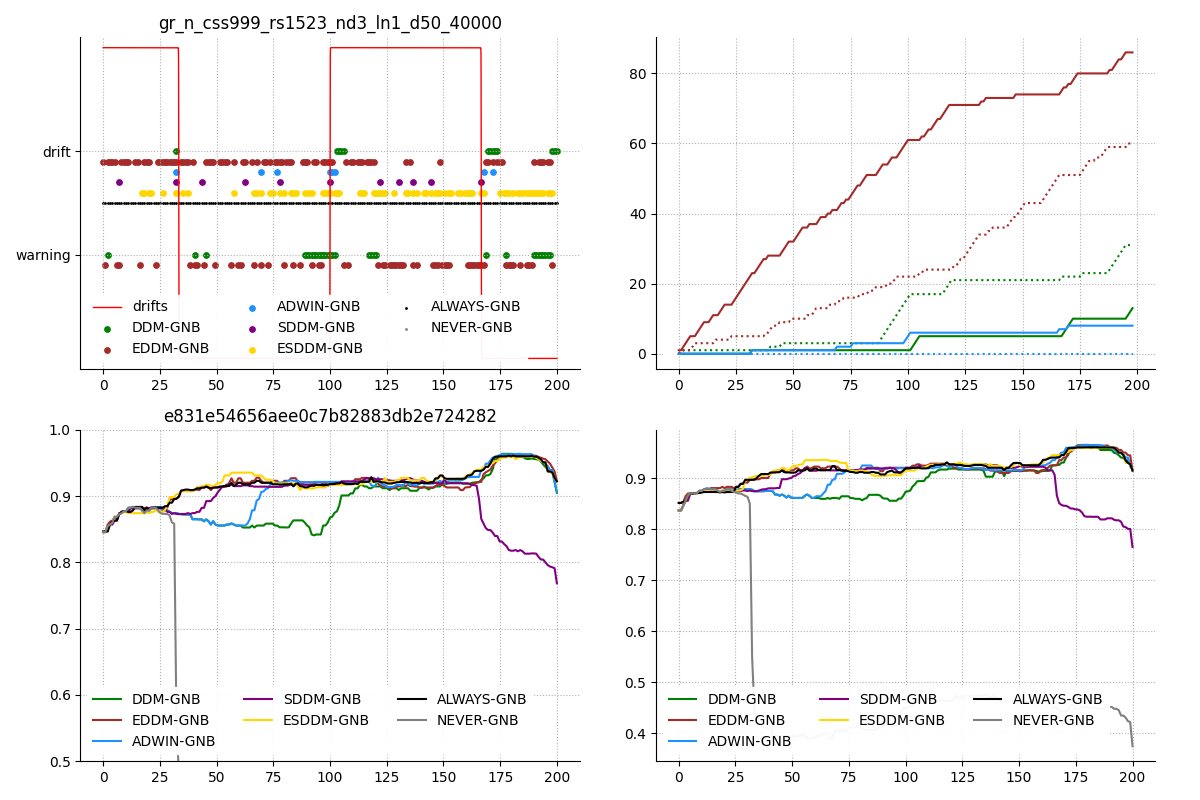 gr_n_css999_rs1523_nd3_ln1_d50_40000
drift
warning
drifts
DDM-GNB
EDDM-GNB
ADWIN-GNB
SDDM-GNB
ESDDM-GNB
ALWAYS-GNB
NEVER-GNB
0 25 50 75 100 125 150 175 200
80
60
40
20
0
0 25 50 75 100 125 150 175 200
e831e54656aee0c7b82883db2e724282
1.0
0.9
0.8
0.7
0.6
0.5
DDM-GNB
EDDM-GNB
ADWIN-GNB
SDDM-GNB
ESDDM-GNB
ALWAYS-GNB
NEVER-GNB
0 25 50 75 100 125 150 175 200
0.9
0.8
0.7
0.6
0.5
0.4
DDM-GNB
EDDM-GNB
ADWIN-GNB
SDDM-GNB
ESDDM-GNB
ALWAYS-GNB
NEVER-GNB
0 25 50 75 100 125 150 175 200